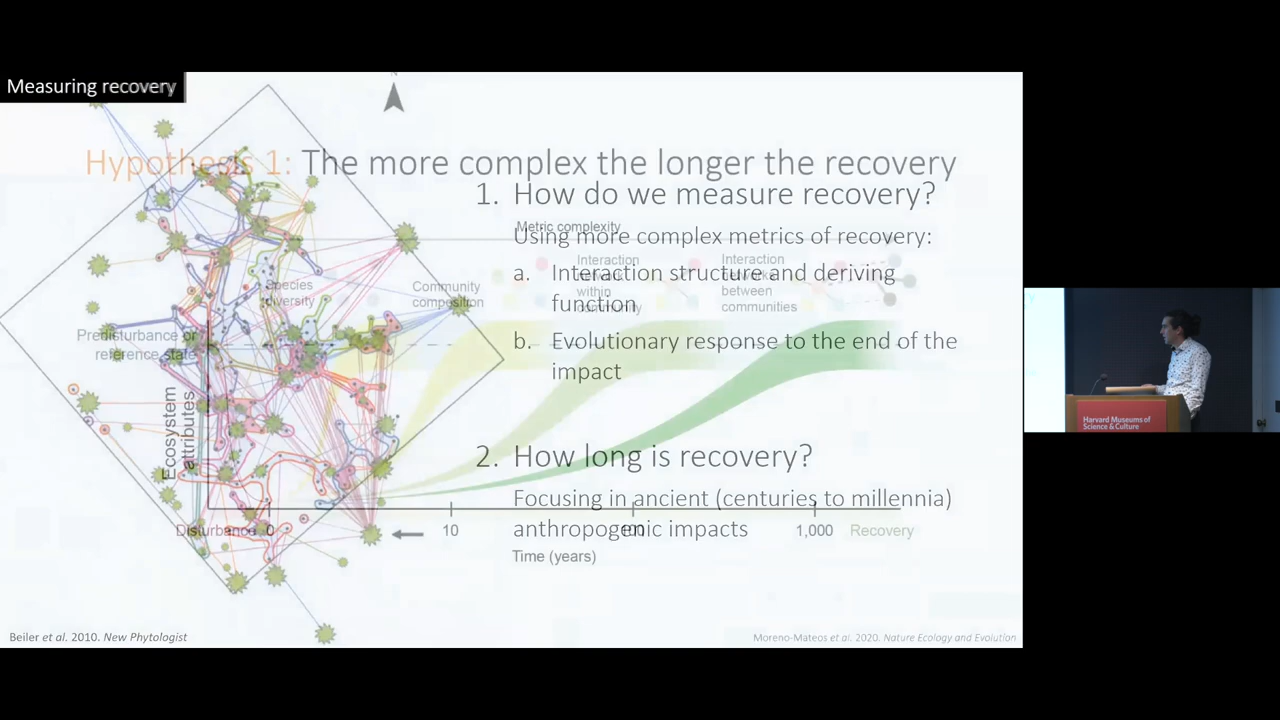 Measuring recovery
N
Hypothesis 1: The more complex the longer the recovery
1. How do we measure recovery?
Metric complexity
Using more complex metrics of recovery:
a. Interaction structure and deriving
function
b. Evolutionary response to the end of the
impact
Species
diversity
Community
composition
Interaction
within
community
Interaction
networks
between
communities
Predisturbance or
reference state
Ecosystem
attributes
2. How long is recovery?
Focusing in ancient (centuries to millennia)
anthropogenic impacts
Disturbance 0 10 100 1,000 Recovery
Time (years)
Beiler et al. 2010. New Phytologist
Moreno-Mateos et al. 2020. Nature Ecology and Evolution
Harvard Museums of
Science & Culture